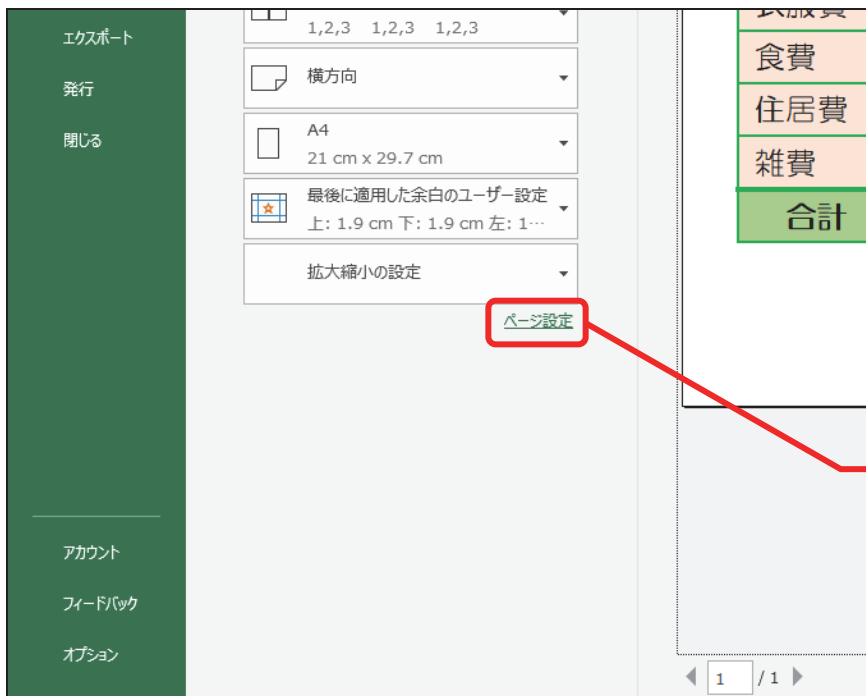 エクスポート
発行
閉じる
アカウント
フィードバック
オプション
1,2,3 1,2,3 1,2,3
横方向
A4
21 cm x 29.7 cm
最後に適用した余白のユーザー設定
上: 1.9 cm 下: 1.9 cm 左: 1…
拡大縮小の設定
ページ設定
衣服費
食費
住居費
雑費
合計
1 / 1